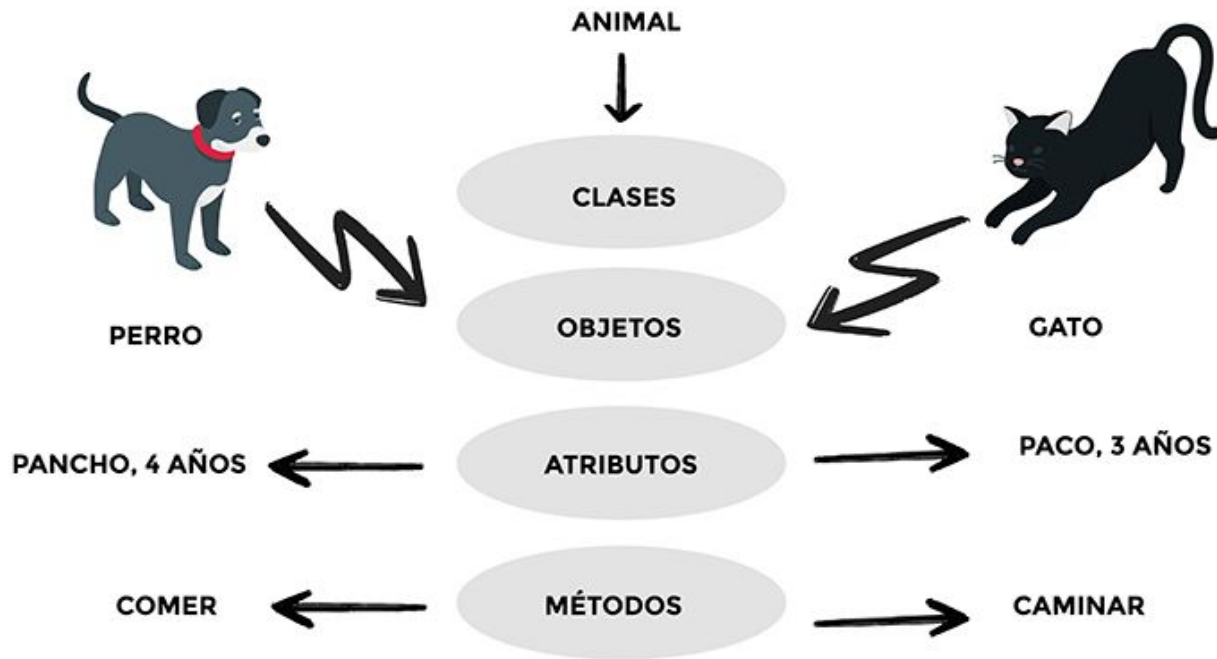 ANIMAL
CLASES
OBJETOS
PERRO
GATO
ATRIBUTOS
PANCHO, 4 AÑOS
PACO, 3 AÑOS
MÉTODOS
COMER
CAMINAR